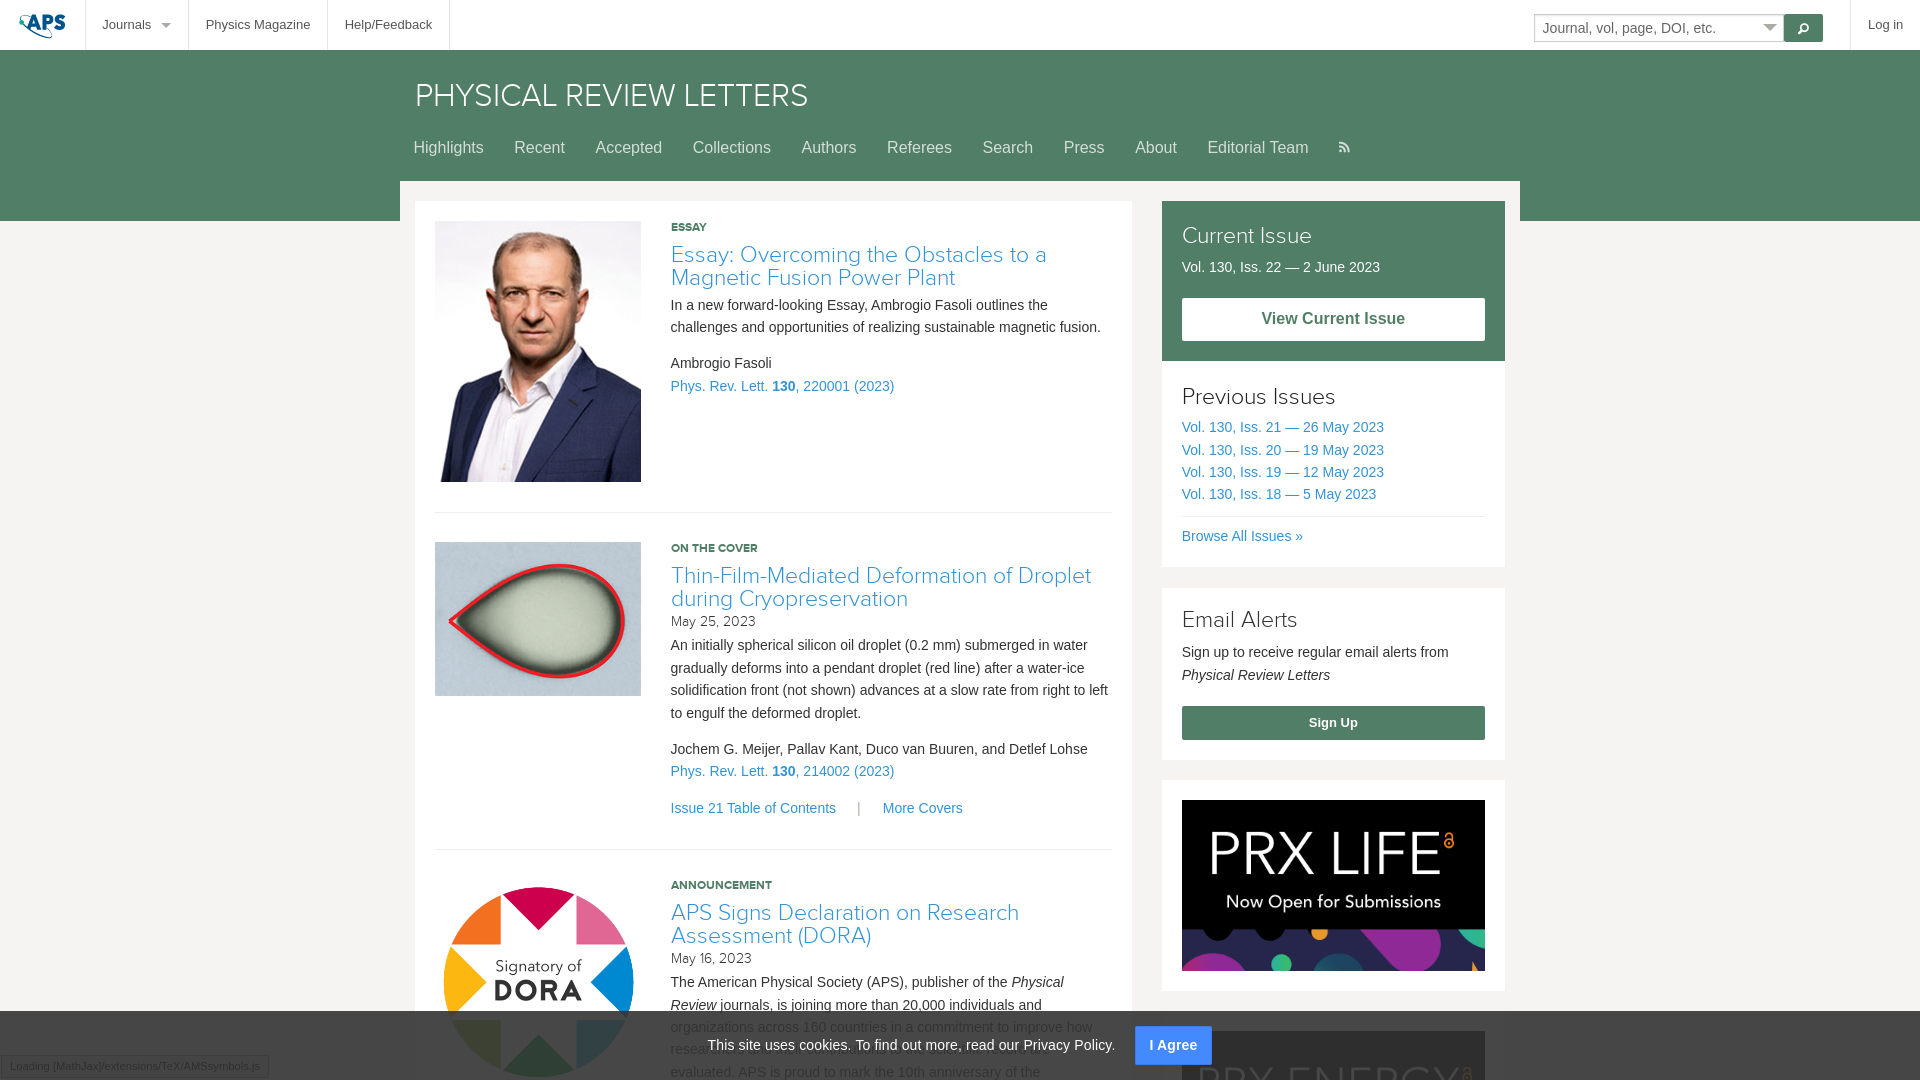 APS
Journals
Physics Magazine
Help/Feedback
Journal, vol, page, DOI, etc.
Log in
PHYSICAL REVIEW LETTERS
Highlights
Recent
Accepted
Collections
Authors
Referees
Search
Press
About
Editorial Team
ESSAY
Essay: Overcoming the Obstacles to a
Magnetic Fusion Power Plant
In a new forward-looking Essay, Ambrogio Fasoli outlines the
challenges and opportunities of realizing sustainable magnetic fusion.
Ambrogio Fasoli
Phys. Rev. Lett. 130, 220001 (2023)
ON THE COVER
Thin-Film-Mediated Deformation of Droplet
during Cryopreservation
May 25, 2023
An initially spherical silicon oil droplet (0.2 mm) submerged in water
gradually deforms into a pendant droplet (red line) after a water-ice
solidification front (not shown) advances at a slow rate from right to left
to engulf the deformed droplet.
Jochem G. Meijer, Pallav Kant, Duco van Buuren, and Detlef Lohse
Phys. Rev. Lett. 130, 214002 (2023)
Issue 21 Table of Contents | More Covers
Signatory of
DORA
ANNOUNCEMENT
APS Signs Declaration on Research
Assessment (DORA)
May 16, 2023
The American Physical Society (APS), publisher of the Physical
Review journals, is joining more than 20,000 individuals and
organizations across 160 countries in a commitment to improve how
evaluated. APS is proud to mark the 10th anniversary of the
Current Issue
Vol. 130, Iss. 22 — 2 June 2023
View Current Issue
Previous Issues
Vol. 130, Iss. 21 — 26 May 2023
Vol. 130, Iss. 20 — 19 May 2023
Vol. 130, Iss. 19 — 12 May 2023
Vol. 130, Iss. 18 — 5 May 2023
Browse All Issues »
Email Alerts
Sign up to receive regular email alerts from
Physical Review Letters
Sign Up
PRX LIFE
Now Open for Submissions
PRX ENERGY
This site uses cookies. To find out more, read our Privacy Policy.
I Agree
Loading [MathJax]/extensions/TeX/AMSsymbols.js